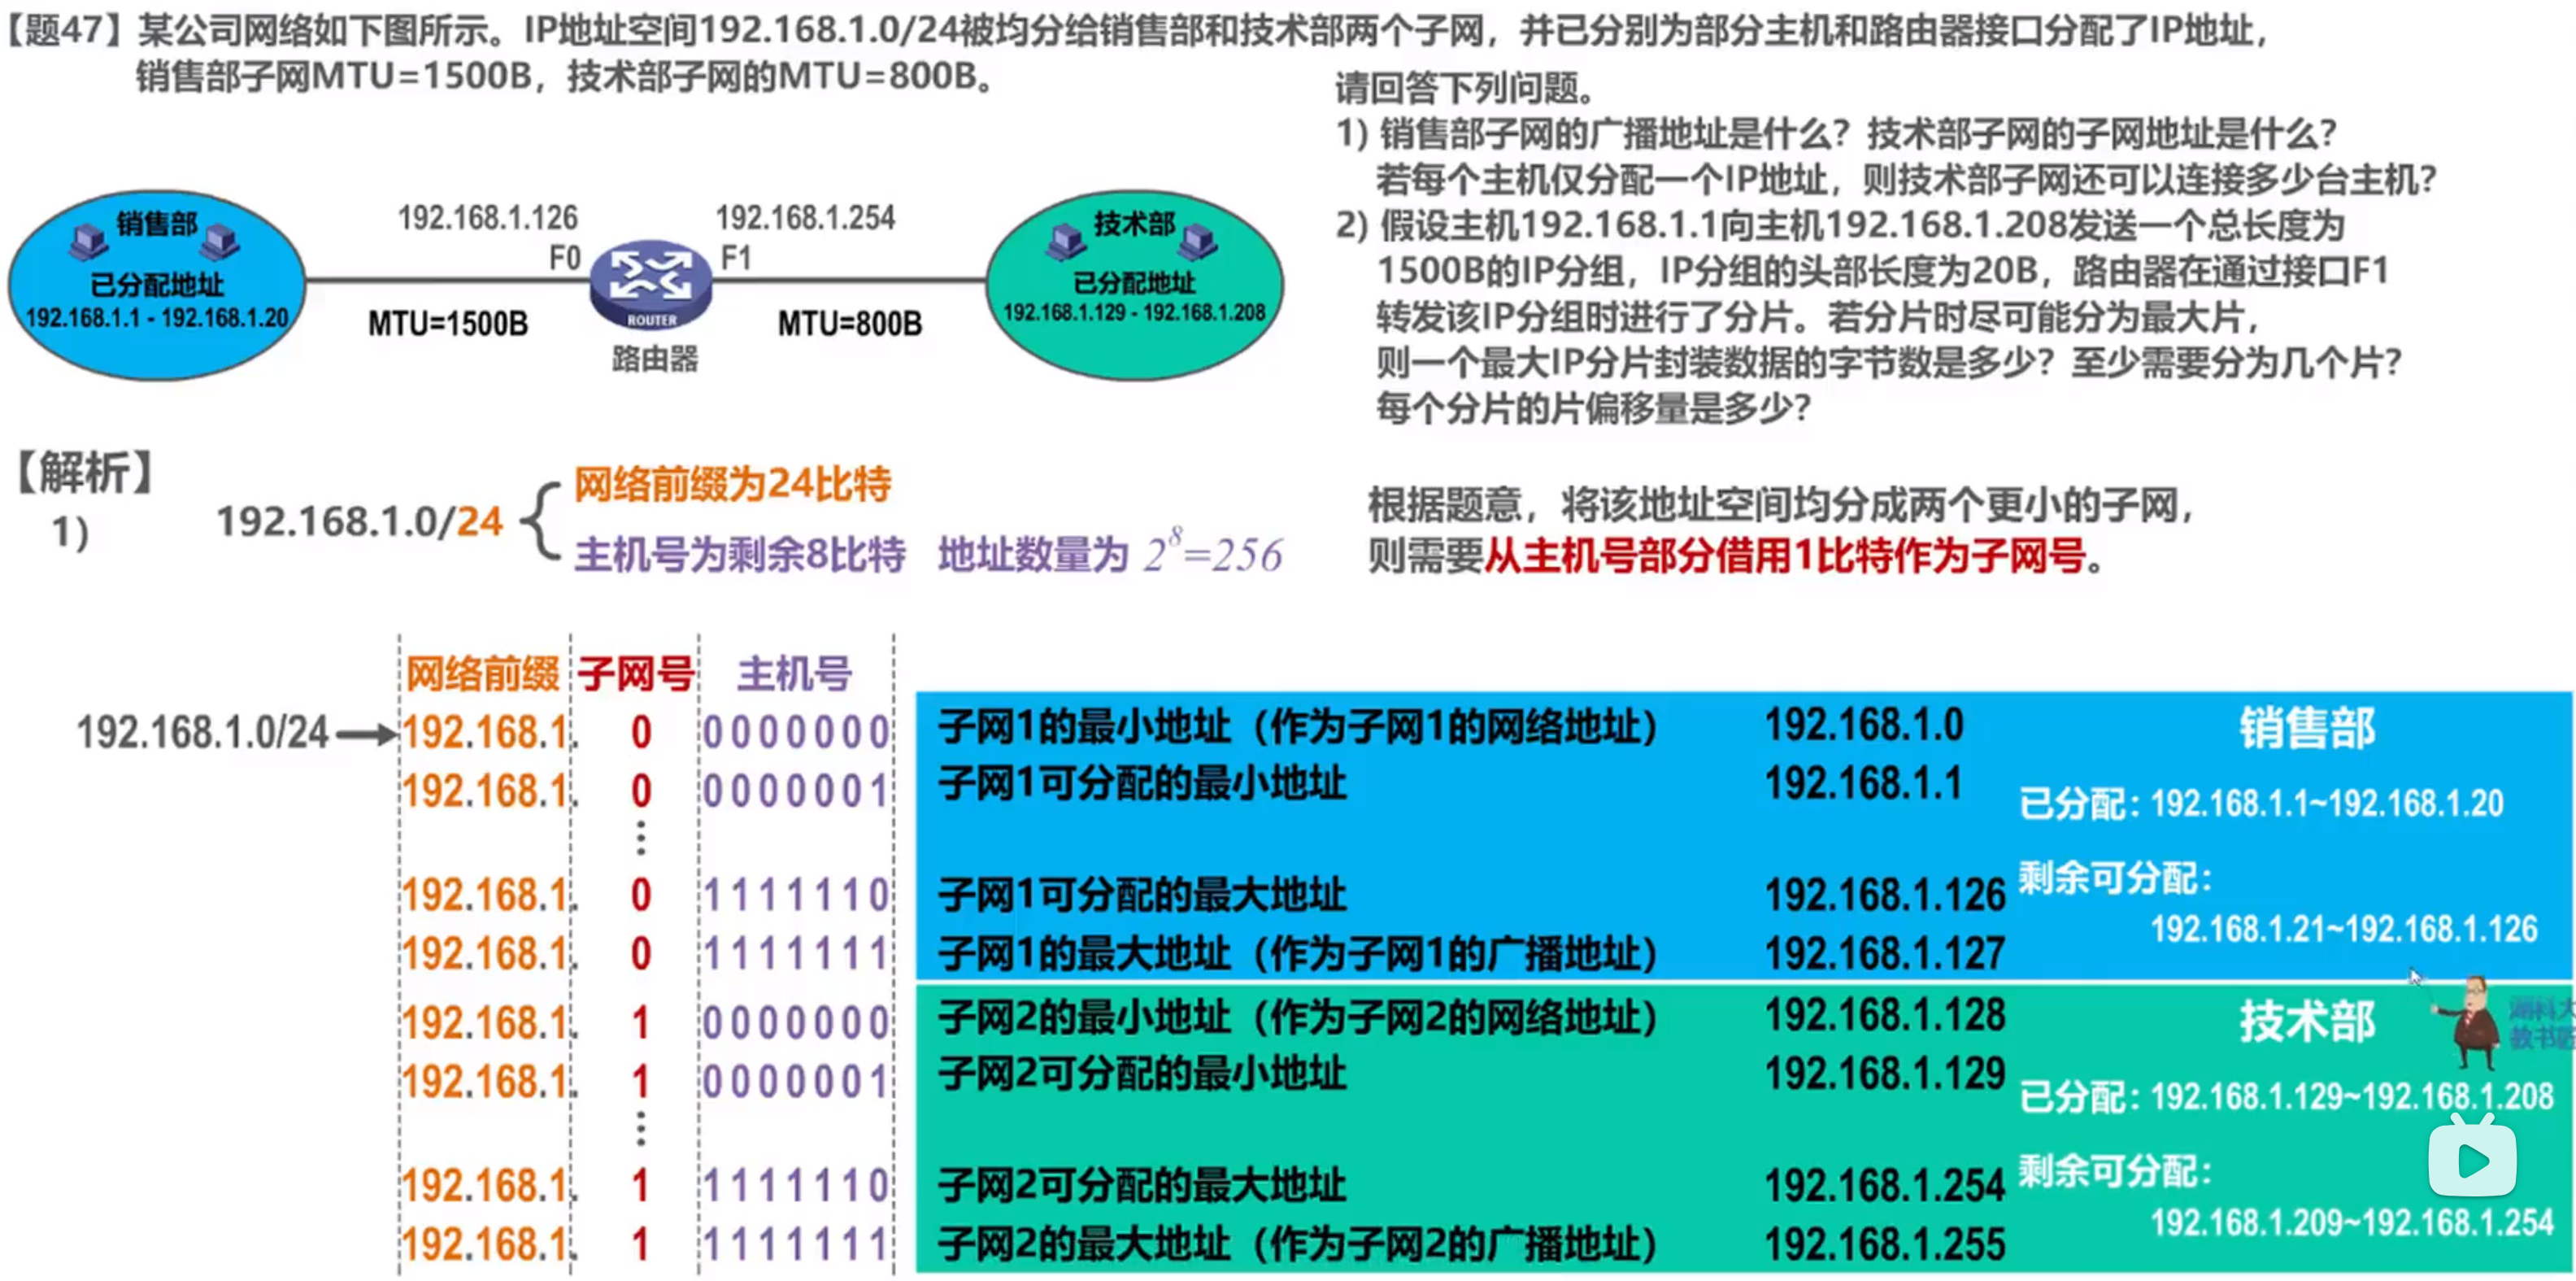 【题47】某公司网络如下图所示。IP地址空间192.168.1.0/24被均分给销售部和技术部两个子网，并已分别为部分主机和路由器接口分配了IP地址，
销售部子网MTU=1500B，技术部子网的MTU=800B。
请回答下列问题。
1) 销售部子网的广播地址是什么？技术部子网的子网地址是什么？
若每个主机仅分配一个IP地址，则技术部子网还可以连接多少台主机？
2) 假设主机192.168.1.1向主机192.168.1.208发送一个总长度为
1500B的IP分组，IP分组的头部长度为20B，路由器在通过接口F1
转发该IP分组时进行了分片。若分片时尽可能分为最大片，
则一个最大IP分片封装数据的字节数是多少？至少需要分为几个片？
每个分片的片偏移量是多少？
销售部
已分配地址
192.168.1.1 - 192.168.1.20
192.168.1.126
F0
MTU=1500B
ROUTER
路由器
192.168.1.254
F1
MTU=800B
技术部
已分配地址
192.168.1.129 - 192.168.1.208
【解析】
1)
192.168.1.0/24
网络前缀为24比特
主机号为剩余8比特 地址数量为 2^8=256
根据题意，将该地址空间均分成两个更小的子网，
则需要从主机号部分借用1比特作为子网号。
网络前缀 子网号 主机号
192.168.1.0/24 192.168.1. 0 0000000 子网1的最小地址（作为子网1的网络地址） 192.168.1.0
192.168.1. 0 0000001 子网1可分配的最小地址 192.168.1.1
192.168.1. 0 1111110 子网1可分配的最大地址 192.168.1.126
192.168.1. 0 1111111 子网1的最大地址（作为子网1的广播地址） 192.168.1.127
销售部
已分配：192.168.1.1~192.168.1.20
剩余可分配：
192.168.1.21~192.168.1.126
192.168.1. 1 0000000 子网2的最小地址（作为子网2的网络地址） 192.168.1.128
192.168.1. 1 0000001 子网2可分配的最小地址 192.168.1.129
192.168.1. 1 1111110 子网2可分配的最大地址 192.168.1.254
192.168.1. 1 1111111 子网2的最大地址（作为子网2的广播地址） 192.168.1.255
技术部
已分配：192.168.1.129~192.168.1.208
剩余可分配：
192.168.1.209~192.168.1.254